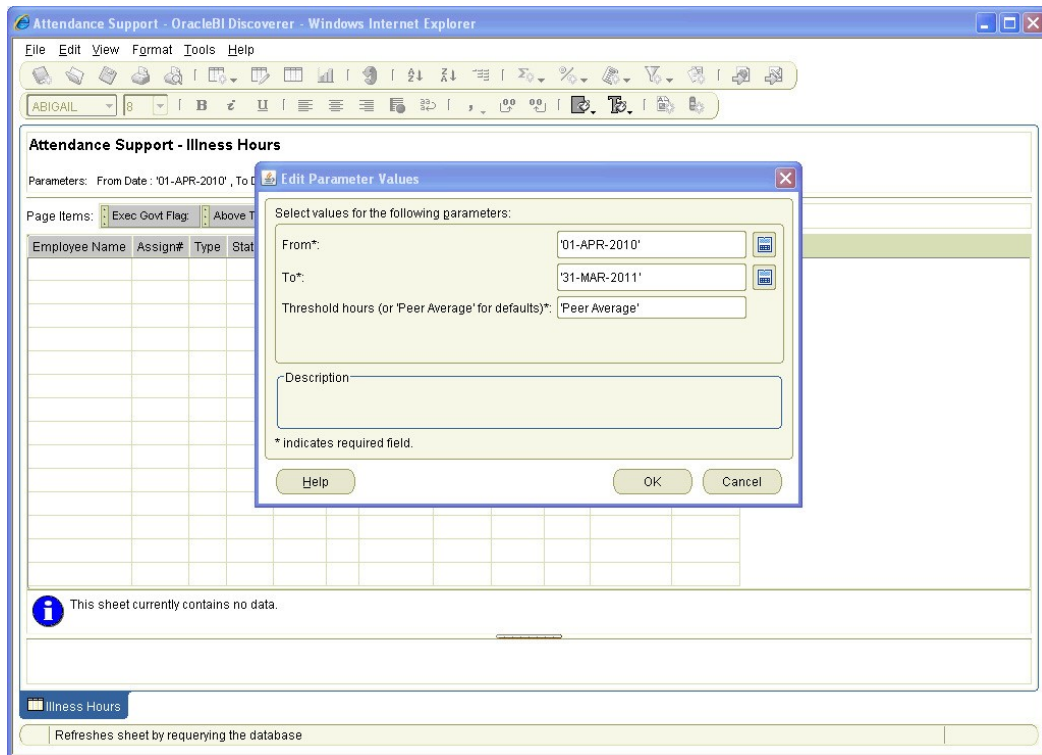 Attendance Support - OracleBI Discoverer - Windows Internet Explorer
File Edit View Format Tools Help
ABIGAIL 8 B i U
Attendance Support - Illness Hours
Parameters: From Date : '01-APR-2010' , To D
Edit Parameter Values
Page Items: Exec Govt Flag: Above T
Select values for the following parameters:
Employee Name Assign# Type Stat
From*: '01-APR-2010'
To*: '31-MAR-2011'
Threshold hours (or 'Peer Average' for defaults)*: 'Peer Average'
Description
* indicates required field.
Help OK Cancel
This sheet currently contains no data.
Illness Hours
Refreshes sheet by requerying the database